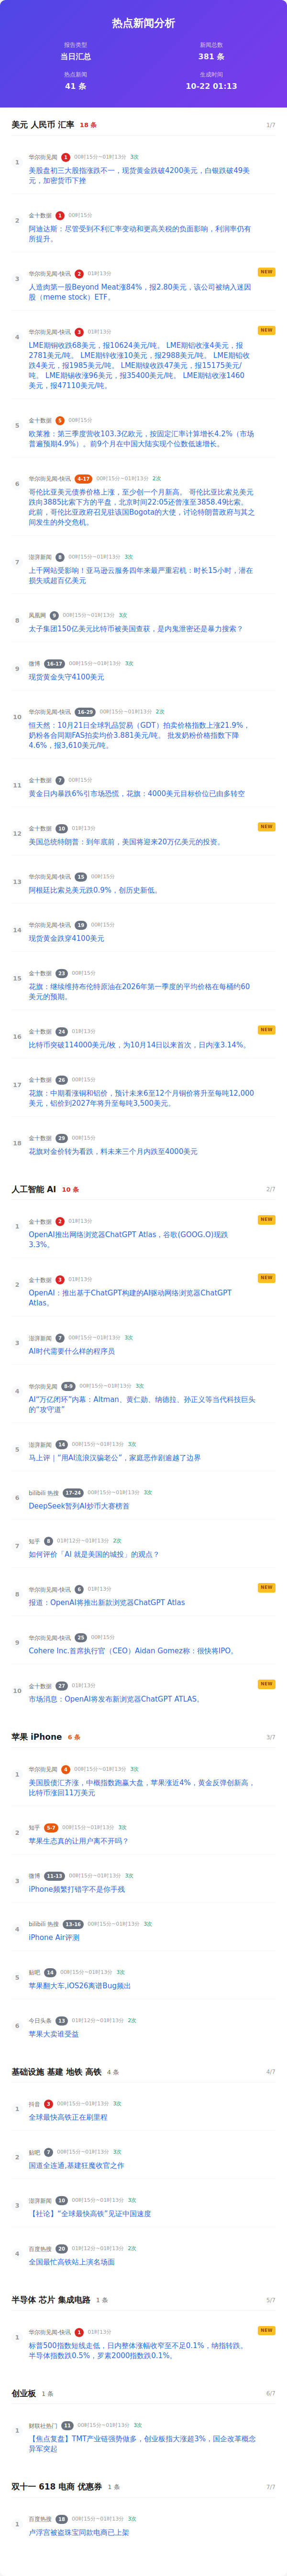 热点新闻分析
报告类型
新闻总数
当日汇总
381 条
热点新闻
生成时间
41 条
10-22 01:13
美元 人民币 汇率 18 条 1/7
1 华尔街见闻 1 00时15分~01时13分 3次
美股盘初三大股指涨跌不一，现货黄金跌破4200美元，白银跌破49美
元，加密货币下挫
2 金十数据 1 00时15分
阿迪达斯：尽管受到不利汇率变动和更高关税的负面影响，利润率仍有
所提升。
3 华尔街见闻-快讯 2 01时13分 NEW
人造肉第一股Beyond Meat涨84%，报2.80美元，该公司被纳入迷因
股（meme stock）ETF。
4 华尔街见闻-快讯 3 01时13分 NEW
LME期铜收跌68美元，报10624美元/吨。 LME期铝收涨4美元，报
2781美元/吨。 LME期锌收涨10美元，报2988美元/吨。 LME期铅收
跌4美元，报1985美元/吨。 LME期镍收跌47美元，报15175美元/
吨。 LME期锡收涨96美元，报35400美元/吨。 LME期钴收涨1460
美元，报47110美元/吨。
5 金十数据 5 00时15分
欧莱雅：第三季度营收103.3亿欧元，按固定汇率计算增长4.2%（市场
普遍预期4.9%）。前9个月在中国大陆实现个位数低速增长。
6 华尔街见闻-快讯 4-17 00时15分~01时13分 2次
哥伦比亚美元债券价格上涨，至少创一个月新高。 哥伦比亚比索兑美元
跌向3885比索下方的平盘，北京时间22:05还曾涨至3858.49比索。
此前，哥伦比亚政府召见驻该国Bogota的大使，讨论特朗普政府与其之
间发生的外交危机。
7 澎湃新闻 8 00时15分~01时13分 3次
上千网站受影响！亚马逊云服务四年来最严重宕机：时长15小时，潜在
损失或超百亿美元
8 凤凰网 9 00时15分~01时13分 3次
太子集团150亿美元比特币被美国查获，是内鬼泄密还是暴力搜索？
9 微博 16-17 00时15分~01时13分 3次
现货黄金失守4100美元
10 华尔街见闻-快讯 16-29 00时15分~01时13分 2次
恒天然：10月21日全球乳品贸易（GDT）拍卖价格指数上涨21.9%，
奶粉各合同期FAS拍卖均价3.881美元/吨。 批发奶粉价格指数下降
4.6%，报3,610美元/吨。
11 金十数据 7 00时15分
黄金日内暴跌6%引市场恐慌，花旗：4000美元目标价位已由多转空
12 金十数据 10 01时13分 NEW
美国总统特朗普：到年底前，美国将迎来20万亿美元的投资。
13 华尔街见闻-快讯 15 00时15分
阿根廷比索兑美元跌0.9%，创历史新低。
14 华尔街见闻-快讯 19 00时15分
现货黄金跌穿4100美元
15 金十数据 23 00时15分
花旗：继续维持布伦特原油在2026年第一季度的平均价格在每桶约60
美元的预期。
16 金十数据 24 01时13分 NEW
比特币突破114000美元/枚，为10月14日以来首次，日内涨3.14%。
17 金十数据 26 00时15分
花旗：中期看涨铜和铝价，预计未来6至12个月铜价将升至每吨12,000
美元，铝价到2027年将升至每吨3,500美元。
18 金十数据 29 00时15分
花旗对金价转为看跌，料未来三个月内跌至4000美元
人工智能 AI 10 条 2/7
1 金十数据 2 01时13分 NEW
OpenAI推出网络浏览器ChatGPT Atlas，谷歌(GOOG.O)现跌
3.3%。
2 金十数据 3 01时13分 NEW
OpenAI：推出基于ChatGPT构建的AI驱动网络浏览器ChatGPT
Atlas。
3 澎湃新闻 7 00时15分~01时13分 3次
AI时代需要什么样的程序员
4 华尔街见闻 8-9 00时15分~01时13分 3次
AI“万亿闭环”内幕：Altman、黄仁勋、纳德拉、孙正义等当代科技巨头
的“攻守道”
5 澎湃新闻 14 00时15分~01时13分 3次
马上评｜“用AI流浪汉骗老公”，家庭恶作剧逾越了边界
6 bilibili 热搜 17-24 00时15分~01时13分 3次
DeepSeek暂列AI炒币大赛榜首
7 知乎 8 01时12分~01时13分 2次
如何评价「AI 就是美国的城投」的观点？
8 华尔街见闻-快讯 6 01时13分 NEW
报道：OpenAI将推出新款浏览器ChatGPT Atlas
9 华尔街见闻-快讯 25 00时15分
Cohere Inc.首席执行官（CEO）Aidan Gomez称：很快将IPO。
10 金十数据 27 01时13分 NEW
市场消息：OpenAI将发布新浏览器ChatGPT ATLAS。
苹果 iPhone 6 条 3/7
1 华尔街见闻 4 00时15分~01时13分 3次
美国股债汇齐涨，中概指数跑赢大盘，苹果涨近4%，黄金反弹创新高，
比特币涨回11万美元
2 知乎 5-7 00时15分~01时13分 3次
苹果生态真的让用户离不开吗？
3 微博 11-13 00时15分~01时13分 3次
iPhone频繁打错字不是你手残
4 bilibili 热搜 13-16 00时15分~01时13分 3次
iPhone Air评测
5 贴吧 14 00时15分~01时13分 3次
苹果翻大车,iOS26离谱Bug频出
6 今日头条 13 01时12分~01时13分 2次
苹果大卖谁受益
基础设施 基建 地铁 高铁 4 条 4/7
1 抖音 3 00时15分~01时13分 3次
全球最快高铁正在刷里程
2 贴吧 7 00时15分~01时13分 3次
国道全连通,基建狂魔收官之作
3 澎湃新闻 10 00时15分~01时13分 3次
【社论】“全球最快高铁”见证中国速度
4 百度热搜 20 01时12分~01时13分 2次
全国最忙高铁站上演名场面
半导体 芯片 集成电路 1 条 5/7
1 华尔街见闻-快讯 1 01时13分 NEW
标普500指数短线走低，日内整体涨幅收窄至不足0.1%，纳指转跌。
半导体指数跌0.5%，罗素2000指数跌0.1%。
创业板 1 条 6/7
1 财联社热门 11 00时15分~01时13分 3次
【焦点复盘】TMT产业链强势做多，创业板指大涨超3%，国企改革概念
异军突起
双十一 618 电商 优惠券 1 条 7/7
1 百度热搜 18 00时15分~01时13分 3次
卢浮宫被盗珠宝同款电商已上架